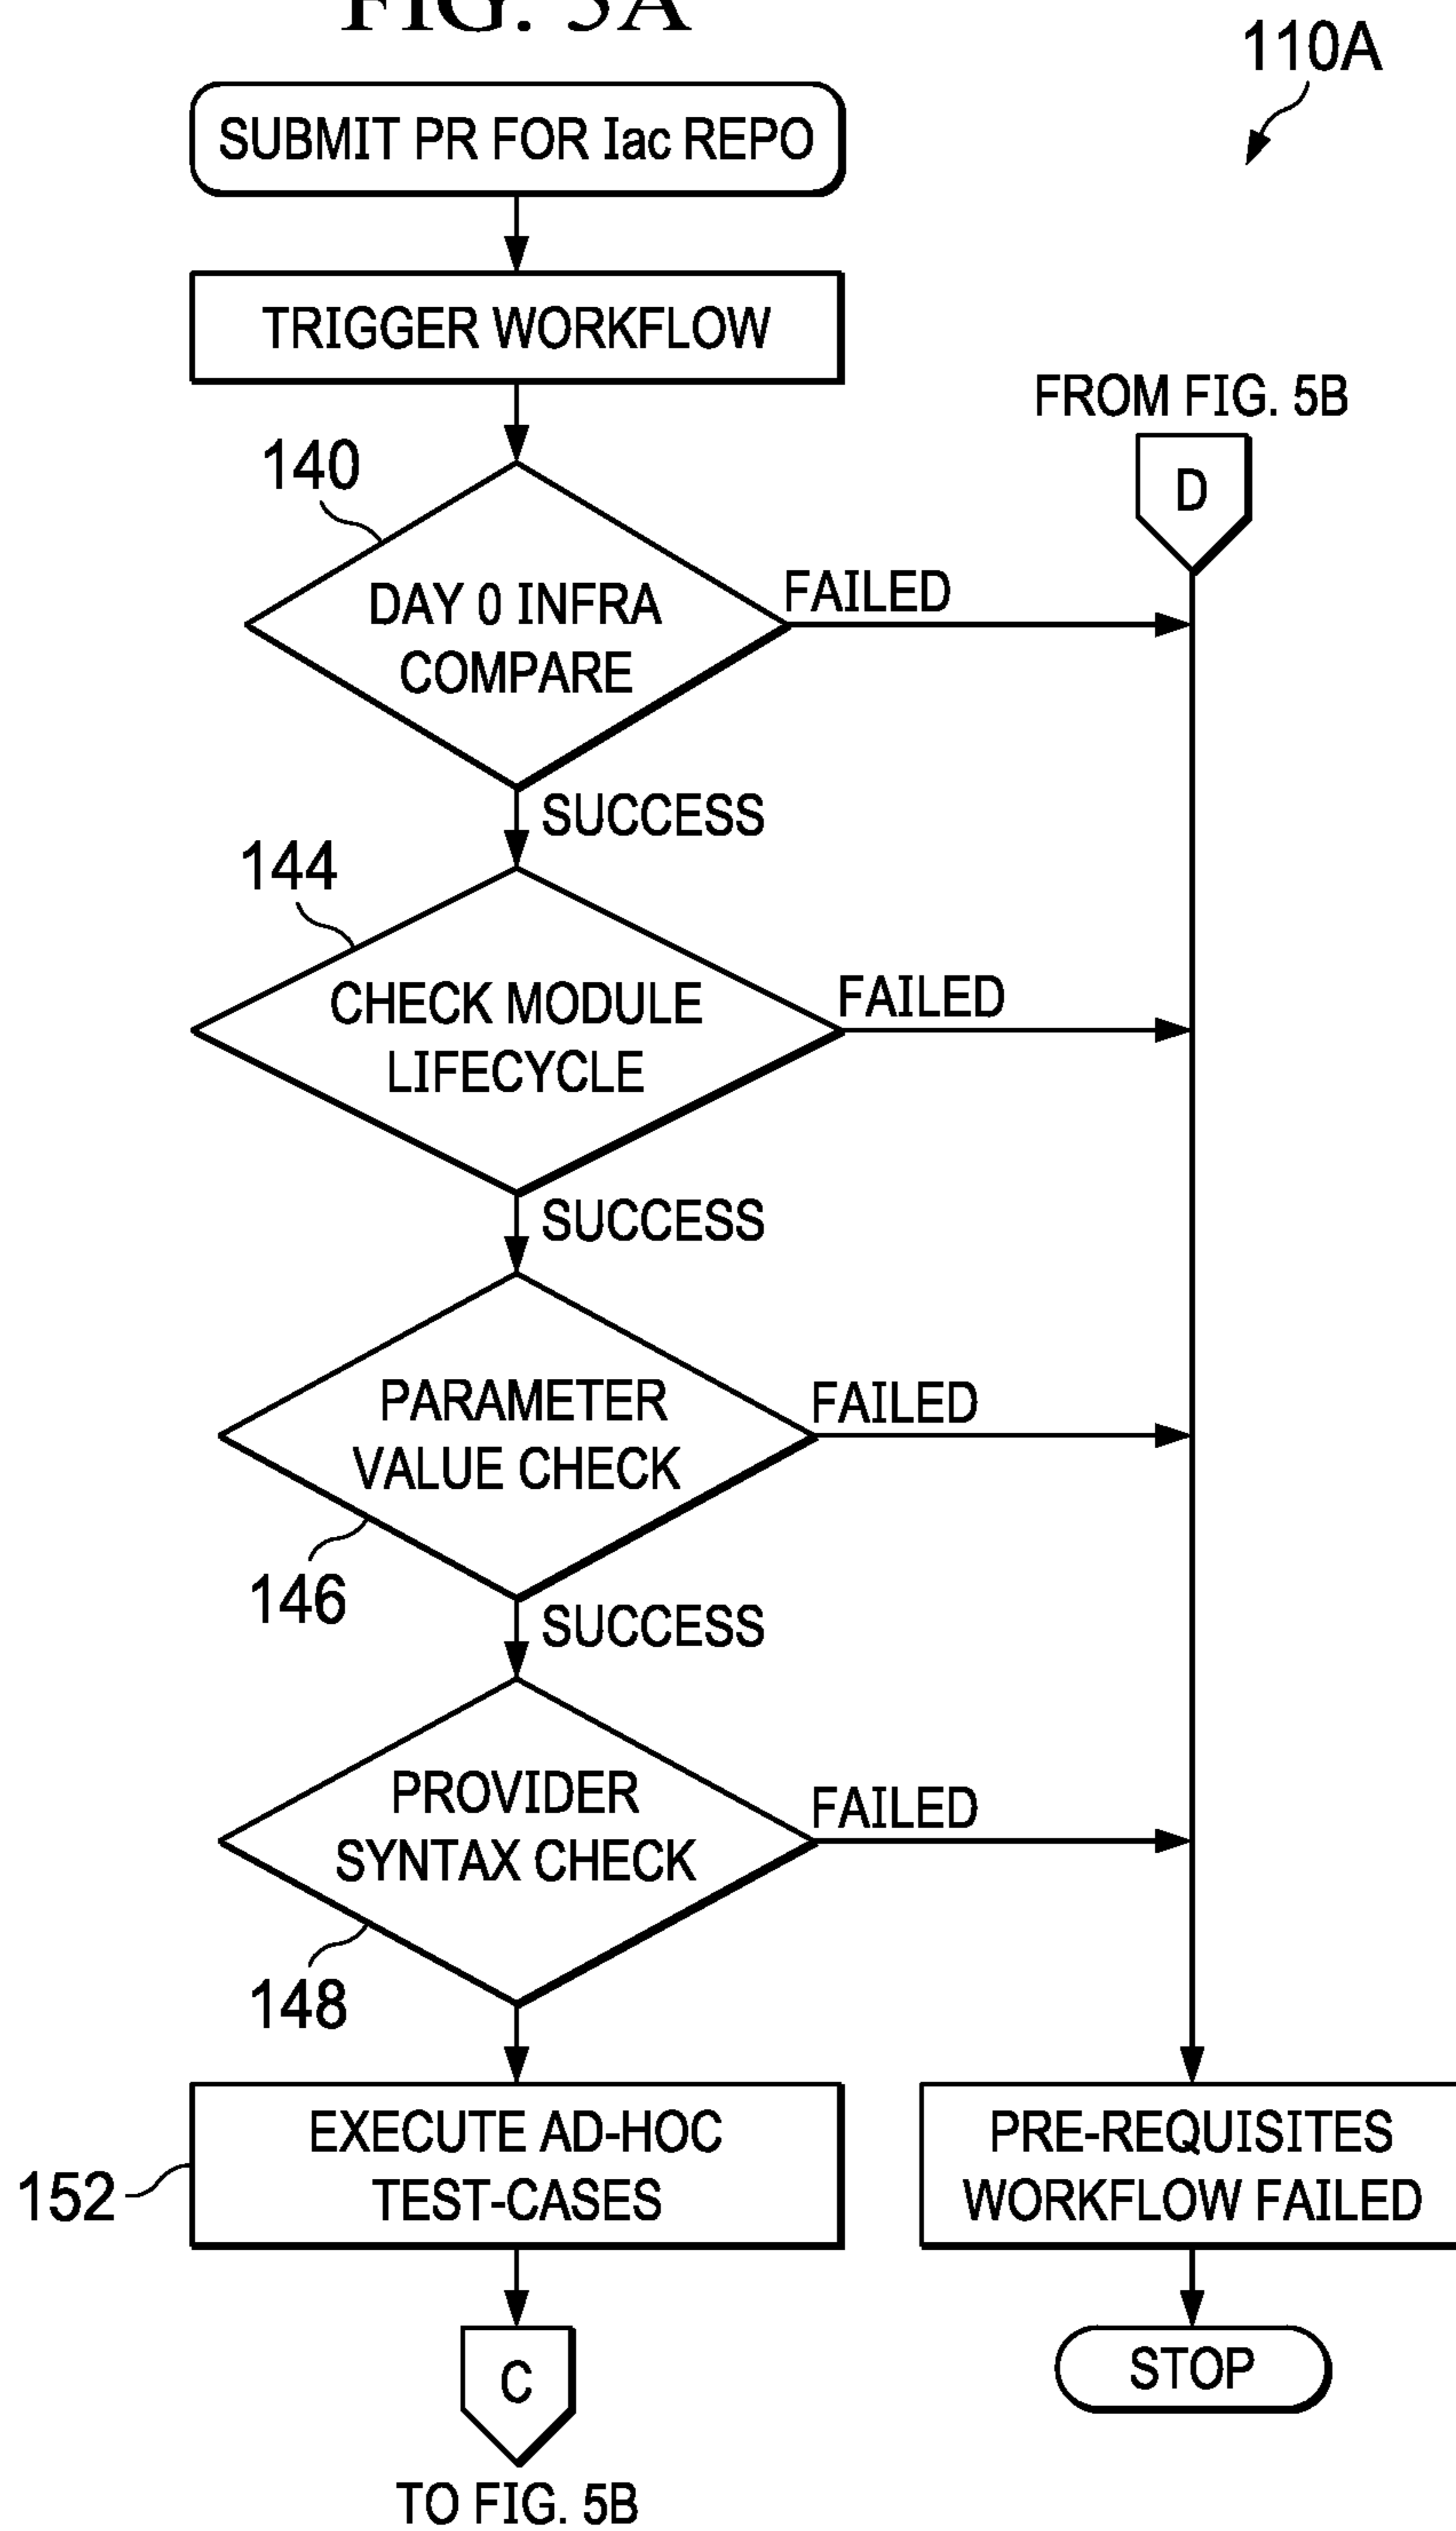 FIG. 5A
110A
SUBMIT PR FOR Iac REPO
TRIGGER WORKFLOW
FROM FIG. 5B
D
140
DAY 0 INFRA
COMPARE
FAILED
SUCCESS
144
CHECK MODULE
LIFECYCLE
FAILED
SUCCESS
PARAMETER
VALUE CHECK
FAILED
146
SUCCESS
PROVIDER
SYNTAX CHECK
FAILED
148
EXECUTE AD-HOC
TEST-CASES
152
PRE-REQUISITES
WORKFLOW FAILED
C
STOP
TO FIG. 5B